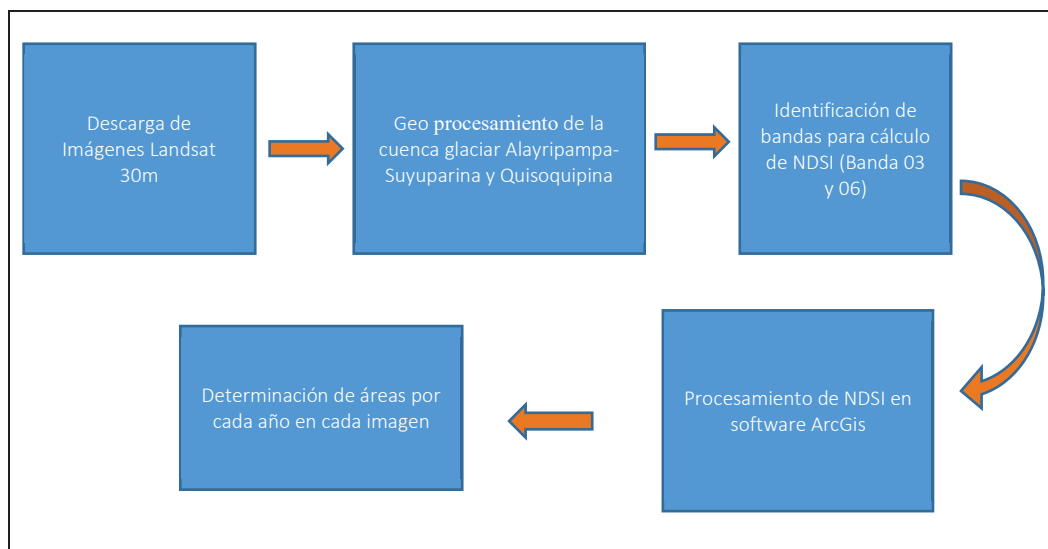 Descarga de
Imágenes Landsat
30m
Geo procesamiento de la
cuenca glaciar Alayripampa-
Suyuparina y Quisoquipina
Identificación de
bandas para cálculo
de NDSI (Banda 03
y 06)
Procesamiento de NDSI en
software ArcGis
Determinación de áreas por
cada año en cada imagen